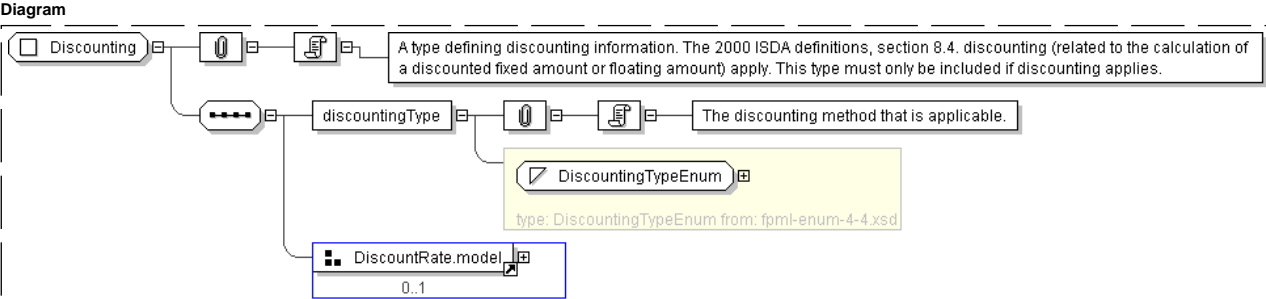 Diagram
Discounting
A type defining discounting information. The 2000 ISDA definitions, section 8.4. discounting (related to the calculation of
a discounted fixed amount or floating amount) apply. This type must only be included if discounting applies.
discountingType
The discounting method that is applicable.
DiscountingTypeEnum
type: DiscountingTypeEnum from: fpml-enum-4-4.xsd
DiscountRate.model
0..1